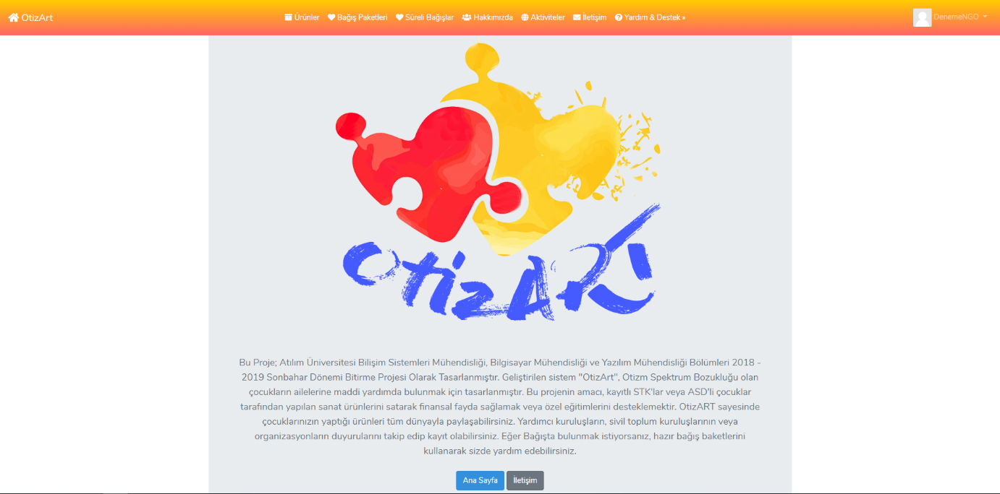 OtizArt
Ürünler
Bağış Paketleri
Süreli Bağışlar
Hakkımızda
Aktiviteler
İletişim
Yardım & Destek »
DenemeNGO
OtizART
Bu Proje; Atılım Üniversitesi Bilişim Sistemleri Mühendisliği, Bilgisayar Mühendisliği ve Yazılım Mühendisliği Bölümleri 2018 -
2019 Sonbahar Dönemi Bitirme Projesi Olarak Tasarlanmıştır. Geliştirilen sistem "OtizArt", Otizm Spektrum Bozukluğu olan
çocukların ailelerine maddi yardımda bulunmak için tasarlanmıştır. Bu projenin amacı, kayıtlı STK'lar veya ASD'li çocuklar
tarafından yapılan sanat ürünlerini satarak finansal fayda sağlamak veya özel eğitimlerini desteklemektir. OtizART sayesinde
çocuklarınızın yaptığı ürünleri tüm dünyayla paylaşabilirsiniz. Yardımcı kuruluşların, sivil toplum kuruluşlarının veya
organizasyonların duyurularını takip edip kayıt olabilirsiniz. Eğer Bağışta bulunmak istiyorsanız, hazır bağış baketlerini
kullanarak sizde yardım edebilirsiniz.
Ana Sayfa
İletişim